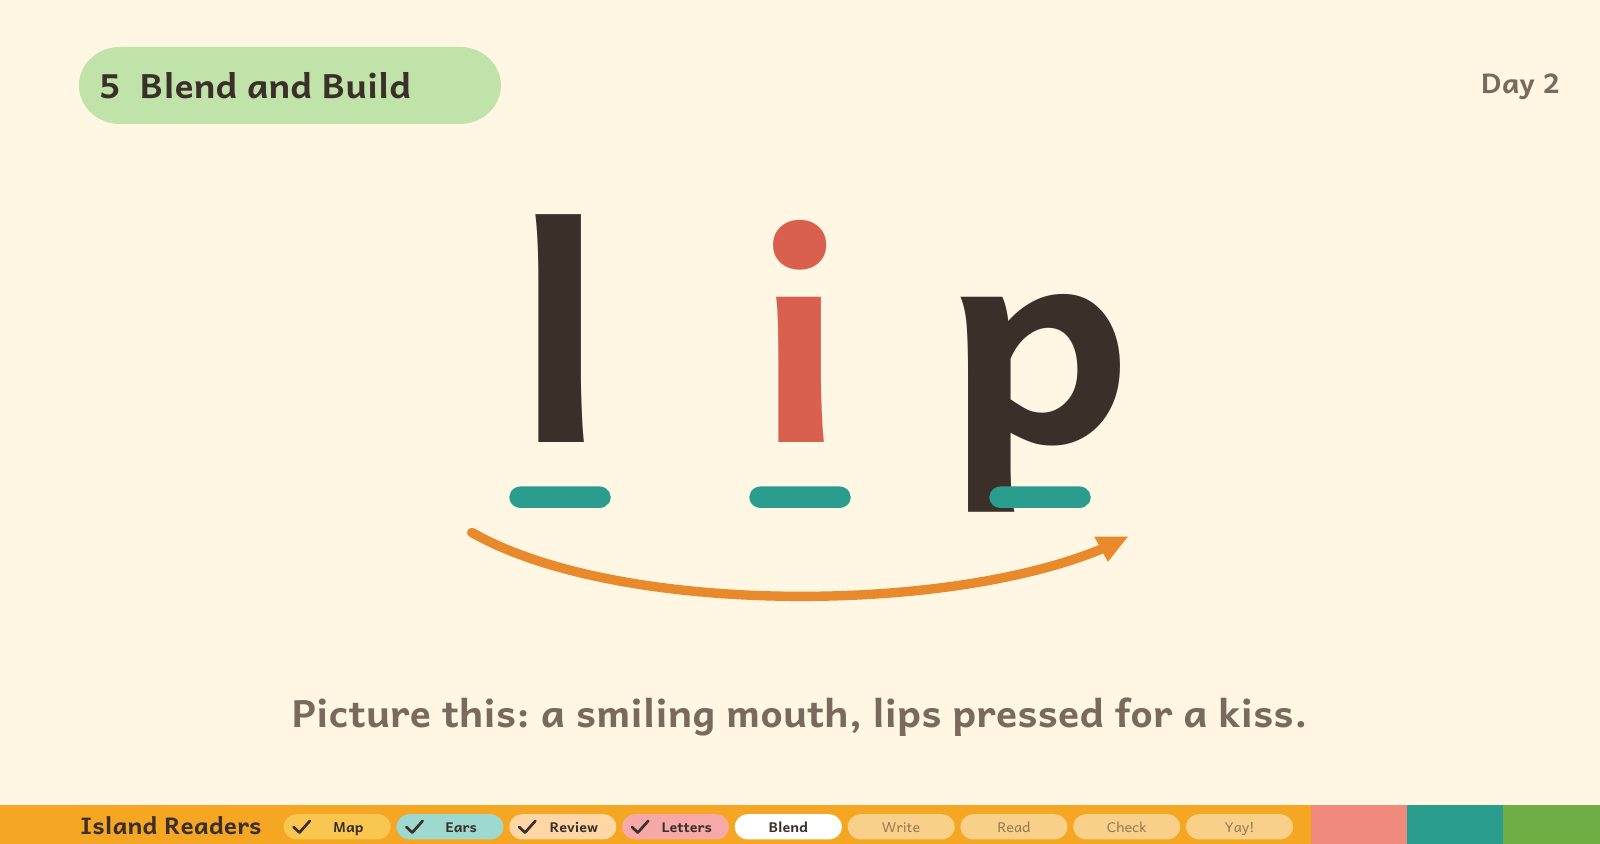 5 Blend and Build
Day 2
l i p
Picture this: a smiling mouth, lips pressed for a kiss.
Island Readers Map Ears Review Letters Blend Write Read Check Yay!